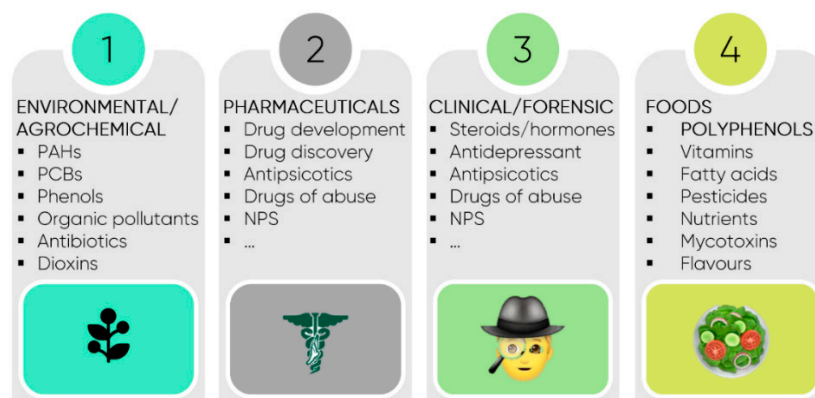 1
ENVIRONMENTAL/
AGROCHEMICAL
▪ PAHs
▪ PCBs
▪ Phenols
▪ Organic pollutants
▪ Antibiotics
▪ Dioxins
2
PHARMACEUTICALS
▪ Drug development
▪ Drug discovery
▪ Antipsicotics
▪ Drugs of abuse
▪ NPS
▪ ...
3
CLINICAL/FORENSIC
▪ Steroids/hormones
▪ Antidepressant
▪ Antipsicotics
▪ Drugs of abuse
▪ NPS
▪ ...
4
FOODS
▪ POLYPHENOLS
▪ Vitamins
▪ Fatty acids
▪ Pesticides
▪ Nutrients
▪ Mycotoxins
▪ Flavours